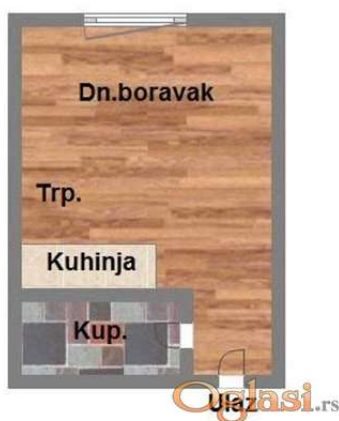 Dn.boravak
Trp.
Kuhinja
Kup.
Ulaz
Oglasi.rs